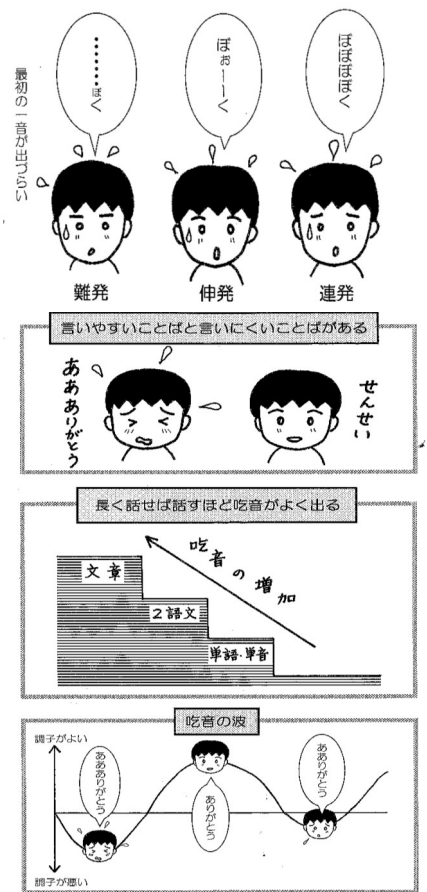 最初の一音が出づらい
ぼぼぼぼく
ぼぉーーく
・・・・・・・・ぼく
難発
伸発
連発
言いやすいことばと言いにくいことばがある
せんせい
あああありがとう
長く話せば話すほど吃音がよく出る
吃音の増加
文章
2語文
単語・単音
吃音の波
調子がよい
あああありがとう
ありがとう
ああありがとう
調子が悪い